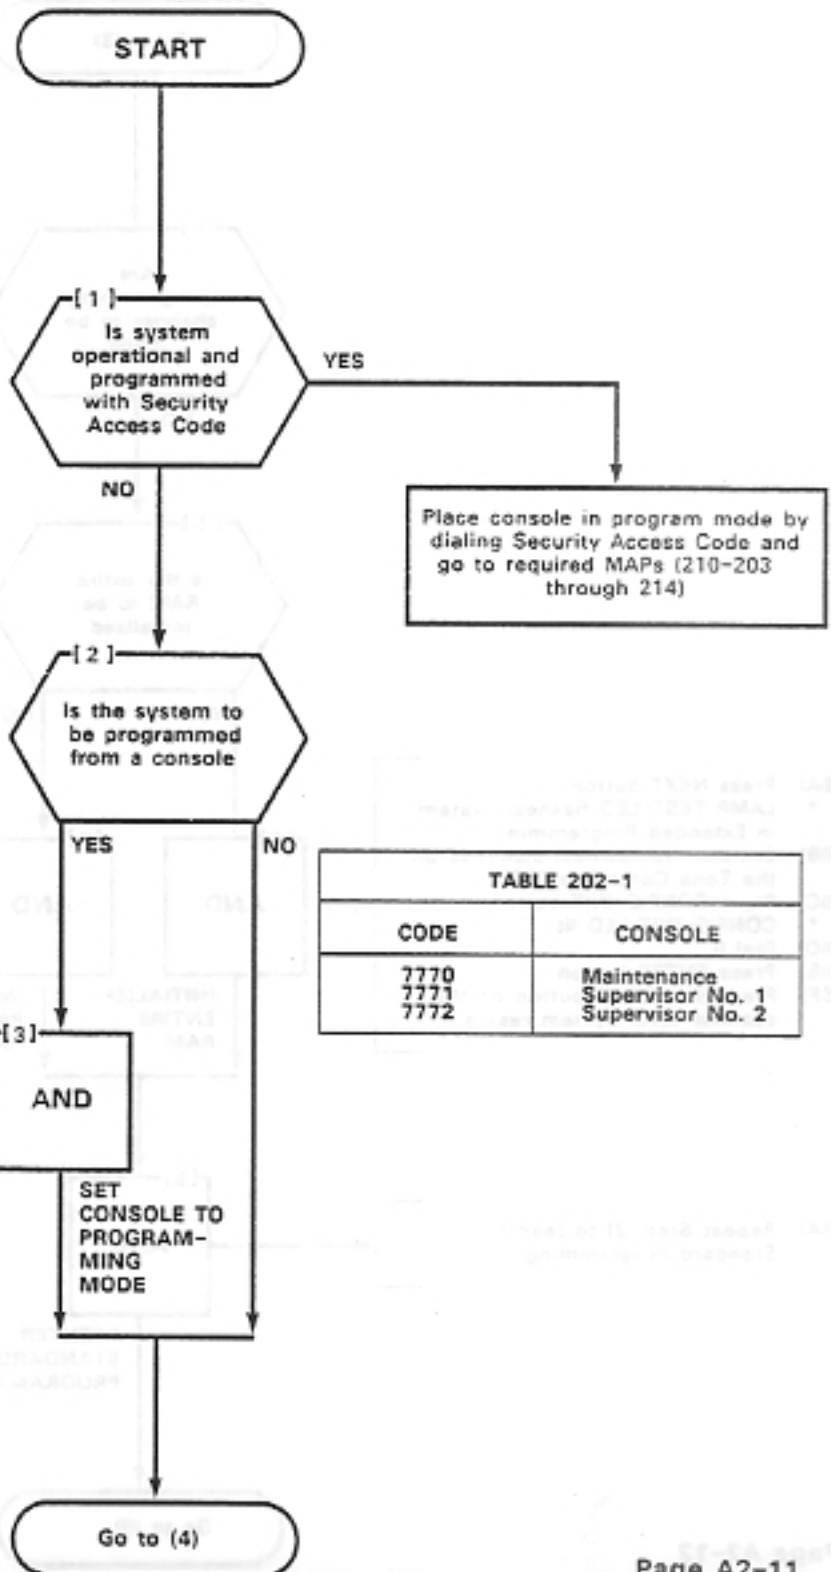 START
[1]
Is system
operational and
programmed
with Security
Access Code
YES
NO
Place console in program mode by
dialing Security Access Code and
go to required MAPs (210-203
through 214)
[2]
Is the system to
be programmed
from a console
YES
NO
TABLE 202-1
CODE CONSOLE
7770 Maintenance
7771 Supervisor No. 1
7772 Supervisor No. 2
[3]
AND
SET
CONSOLE TO
PROGRAM-
MING
MODE
Go to (4)
Page A2-11